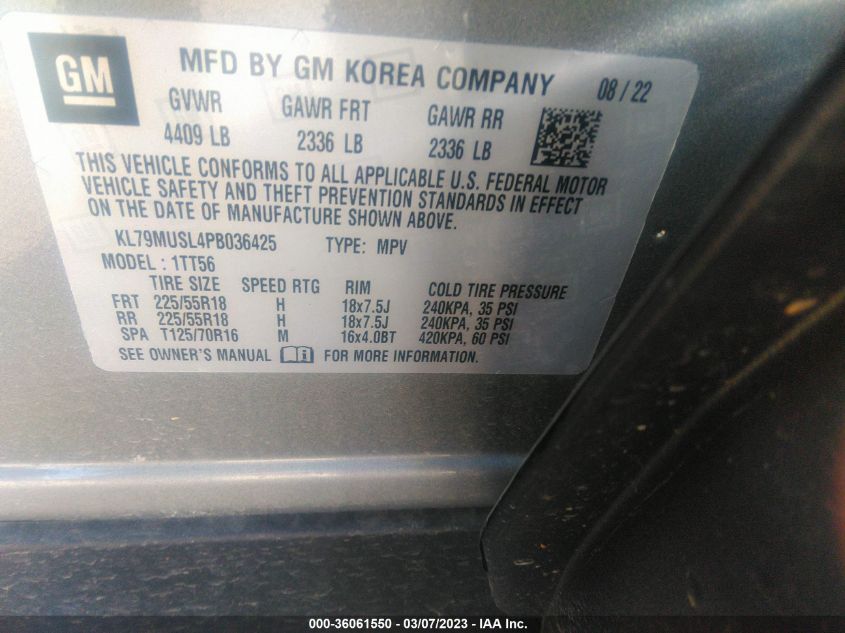 GM
MFD BY GM KOREA COMPANY 08 / 22
GVWR GAWR FRT GAWR RR
4409 LB 2336 LB 2336 LB
THIS VEHICLE CONFORMS TO ALL APPLICABLE U.S. FEDERAL MOTOR
VEHICLE SAFETY AND THEFT PREVENTION STANDARDS IN EFFECT
ON THE DATE OF MANUFACTURE SHOWN ABOVE.
KL79MUSL4PB036425 TYPE: MPV
MODEL : 1TT56
TIRE SIZE SPEED RTG RIM COLD TIRE PRESSURE
FRT 225/55R18 H 18x7.5J 240KPA, 35 PSI
RR 225/55R18 H 18x7.5J 240KPA, 35 PSI
SPA T125/70R16 M 16x4.0BT 420KPA, 60 PSI
SEE OWNER'S MANUAL FOR MORE INFORMATION.
000-36061550 - 03/07/2023 - IAA Inc.